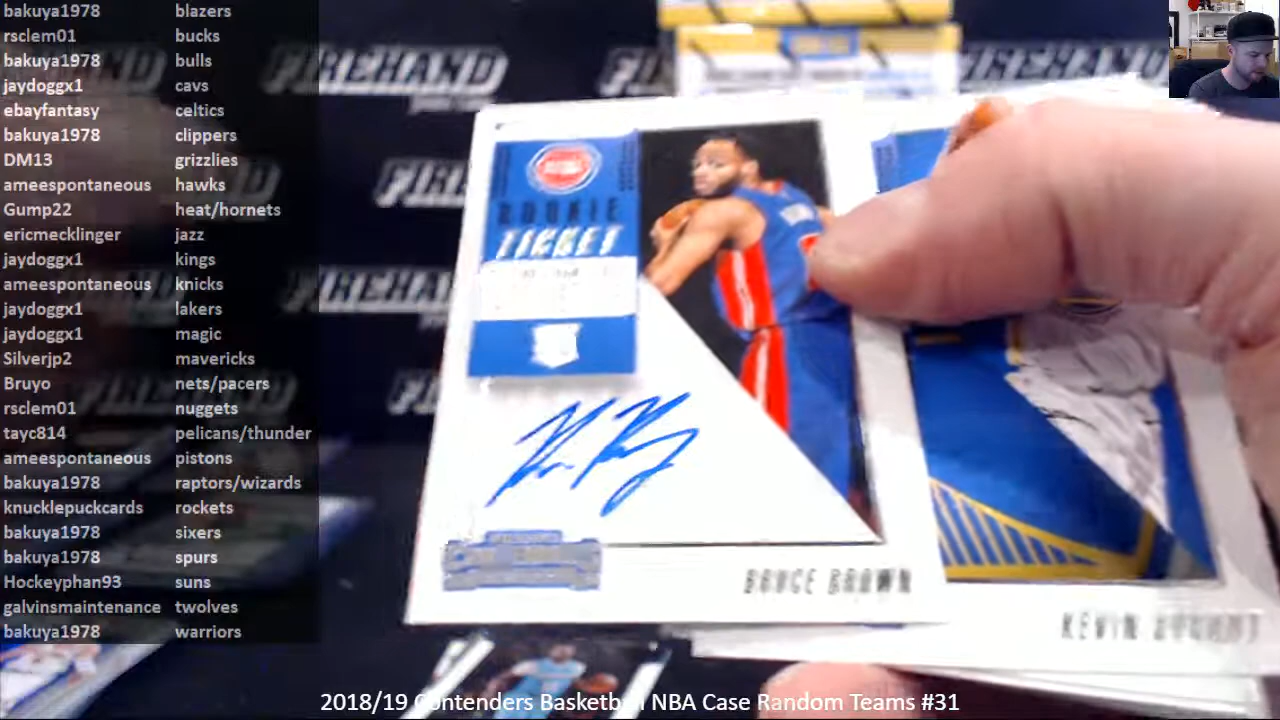 bakuya1978 blazers
rsclem01 bucks
bakuya1978 bulls
jaydoggx1 cavs
ebayfantasy celtics
bakuya1978 clippers
DM13 grizzlies
ameespontaneous hawks
Gump22 heat/hornets
ericmecklinger jazz
jaydoggx1 kings
ameespontaneous knicks
jaydoggx1 lakers
jaydoggx1 magic
Silverjp2 mavericks
Bruyo nets/pacers
rsclem01 nuggets
tayc814 pelicans/thunder
ameespontaneous pistons
bakuya1978 raptors/wizards
knucklepuckcards rockets
bakuya1978 sixers
bakuya1978 spurs
Hockeyphan93 suns
galvinsmaintenance twolves
bakuya1978 warriors
FIREHAND
ROOKIE
TICKET
BRUCE BROWN
KEVIN DURANT
2018/19 Contenders Basketball NBA Case Random Teams #31